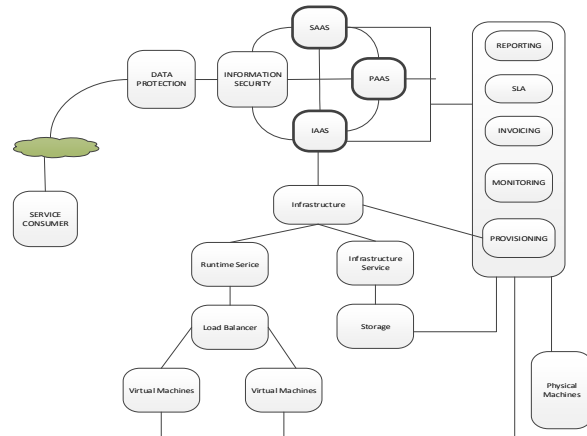 SAAS
REPORTING
DATA
PROTECTION
INFORMATION
SECURITY
PAAS
SLA
IAAS
INVOICING
MONITORING
SERVICE
CONSUMER
Infrastructure
PROVISIONING
Runtime Serice
Infrastructure
Service
Load Balancer
Storage
Virtual Machines
Virtual Machines
Physical
Machines